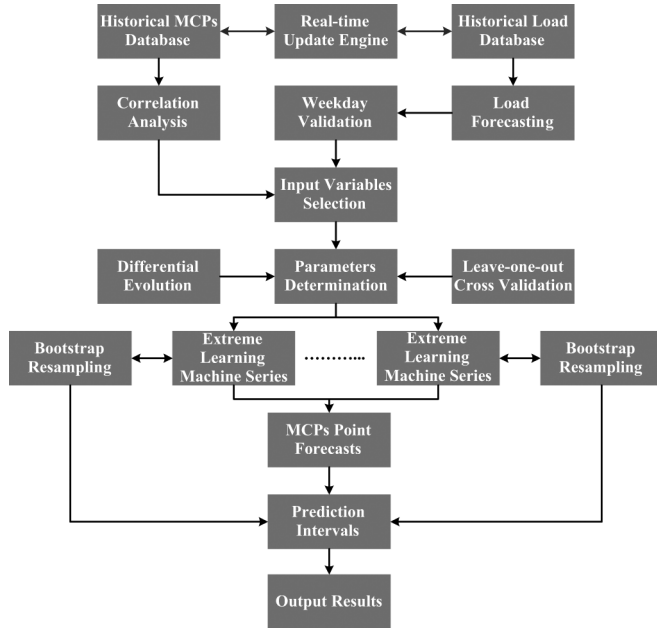 Historical MCPs
Database
Real-time
Update Engine
Historical Load
Database
Correlation
Analysis
Weekday
Validation
Load
Forecasting
Input Variables
Selection
Differential
Evolution
Parameters
Determination
Leave-one-out
Cross Validation
Bootstrap
Resampling
Extreme
Learning
Machine Series
...........
Extreme
Learning
Machine Series
Bootstrap
Resampling
MCPs Point
Forecasts
Prediction
Intervals
Output Results